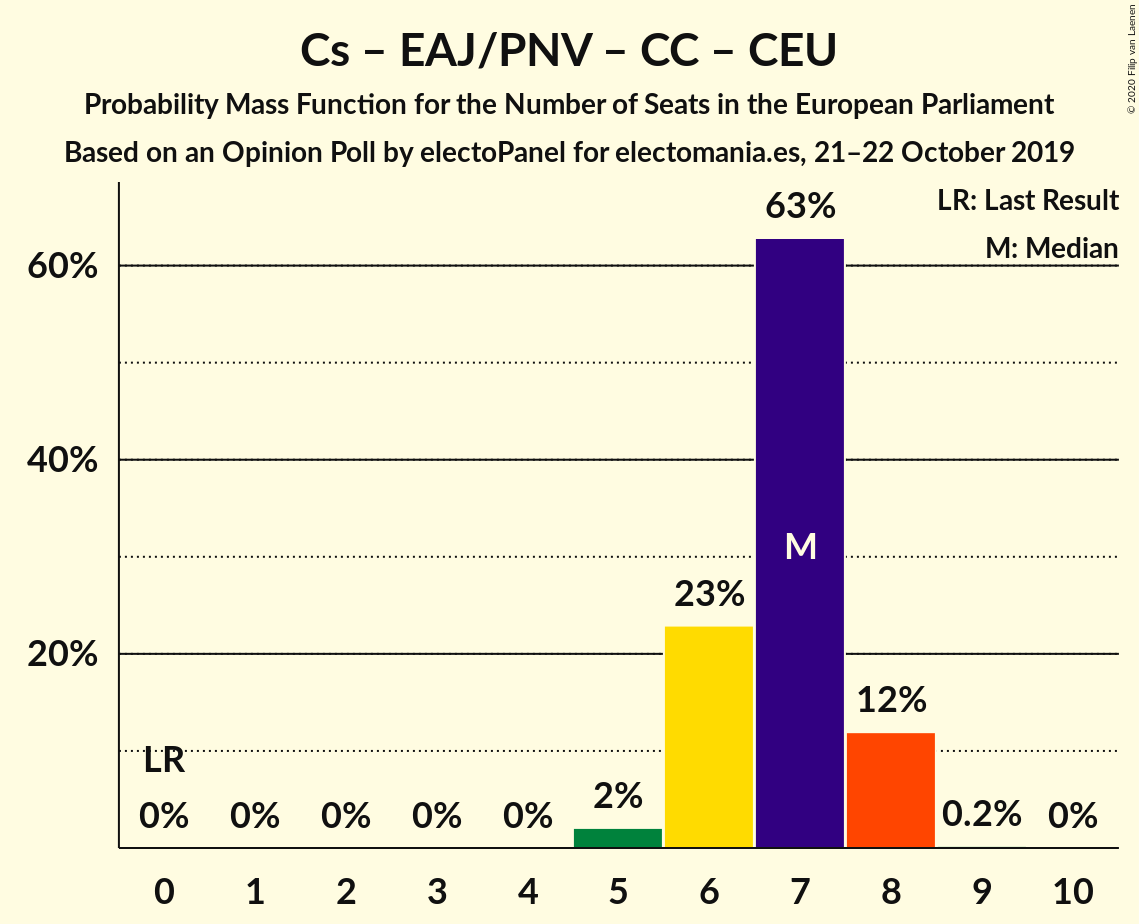 Cs – EAJ/PNV – CC – CEU
Probability Mass Function for the Number of Seats in the European Parliament
Based on an Opinion Poll by electoPanel for electomania.es, 21–22 October 2019
© 2020 Filip van Laenen
LR: Last Result
M: Median
63%
60%
40%
M
23%
20%
12%
LR
2%
0% 0% 0% 0% 0% 0.2% 0%
0 1 2 3 4 5 6 7 8 9 10